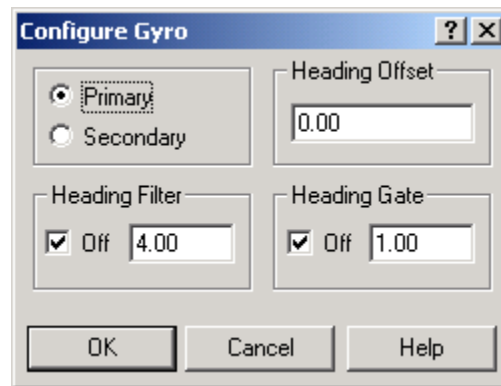 Configure Gyro
Primary
Secondary
Heading Offset
0.00
Heading Filter
Off 4.00
Heading Gate
Off 1.00
OK Cancel Help